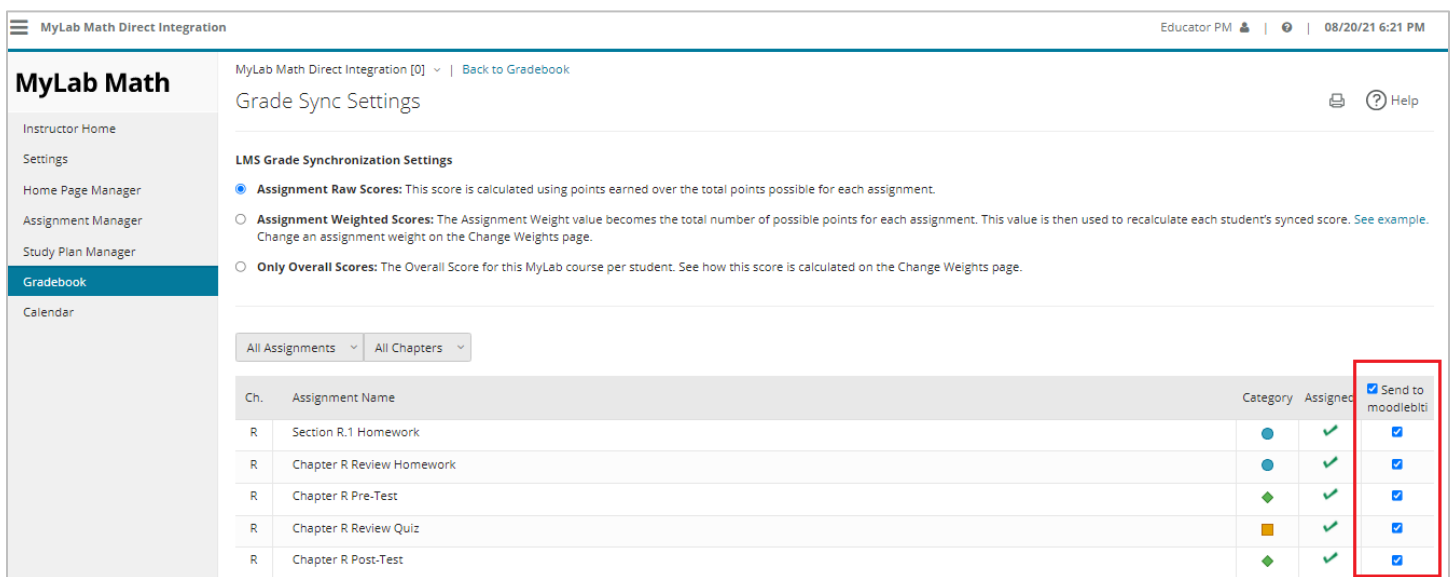 MyLab Math Direct Integration
Educator PM | 08/20/21 6:21 PM
MyLab Math
Instructor Home
Settings
Home Page Manager
Assignment Manager
Study Plan Manager
Gradebook
Calendar
MyLab Math Direct Integration [0] | Back to Gradebook
Grade Sync Settings
? Help
LMS Grade Synchronization Settings
Assignment Raw Scores: This score is calculated using points earned over the total points possible for each assignment.
Assignment Weighted Scores: The Assignment Weight value becomes the total number of possible points for each assignment. This value is then used to recalculate each student's synced score. See example.
Change an assignment weight on the Change Weights page.
Only Overall Scores: The Overall Score for this MyLab course per student. See how this score is calculated on the Change Weights page.
All Assignments All Chapters
Ch. Assignment Name Category Assigned Send to
moodleblti
R Section R.1 Homework
R Chapter R Review Homework
R Chapter R Pre-Test
R Chapter R Review Quiz
R Chapter R Post-Test